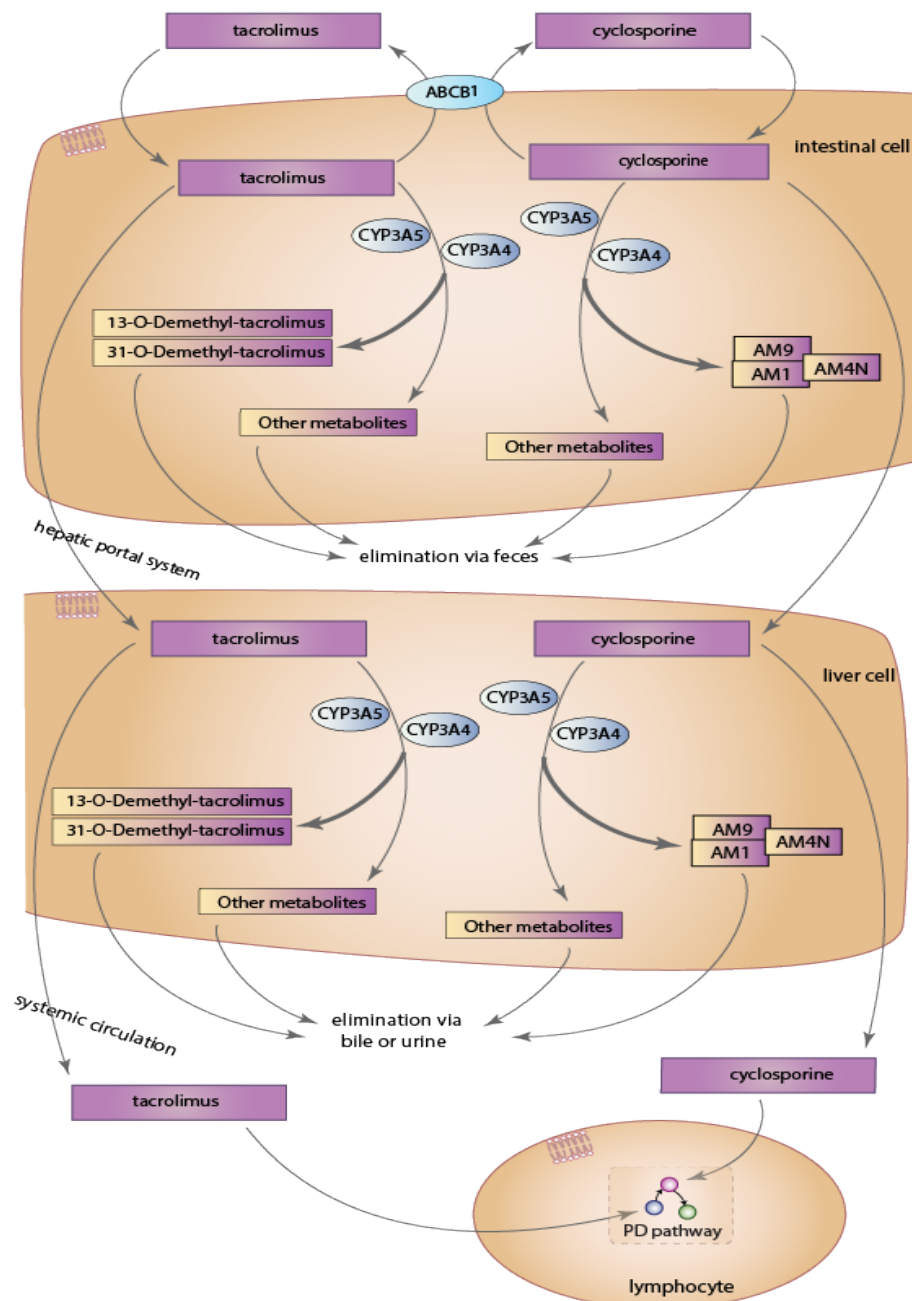 tacrolimus
cyclosporine
ABCB1
intestinal cell
tacrolimus
cyclosporine
CYP3A5
CYP3A4
CYP3A5
CYP3A4
13-O-Demethyl-tacrolimus
31-O-Demethyl-tacrolimus
AM9
AM1
AM4N
Other metabolites
Other metabolites
hepatic portal system
elimination via feces
tacrolimus
cyclosporine
liver cell
CYP3A5
CYP3A4
CYP3A5
CYP3A4
13-O-Demethyl-tacrolimus
31-O-Demethyl-tacrolimus
AM9
AM1
AM4N
Other metabolites
Other metabolites
systemic circulation
elimination via
bile or urine
tacrolimus
cyclosporine
PD pathway
lymphocyte